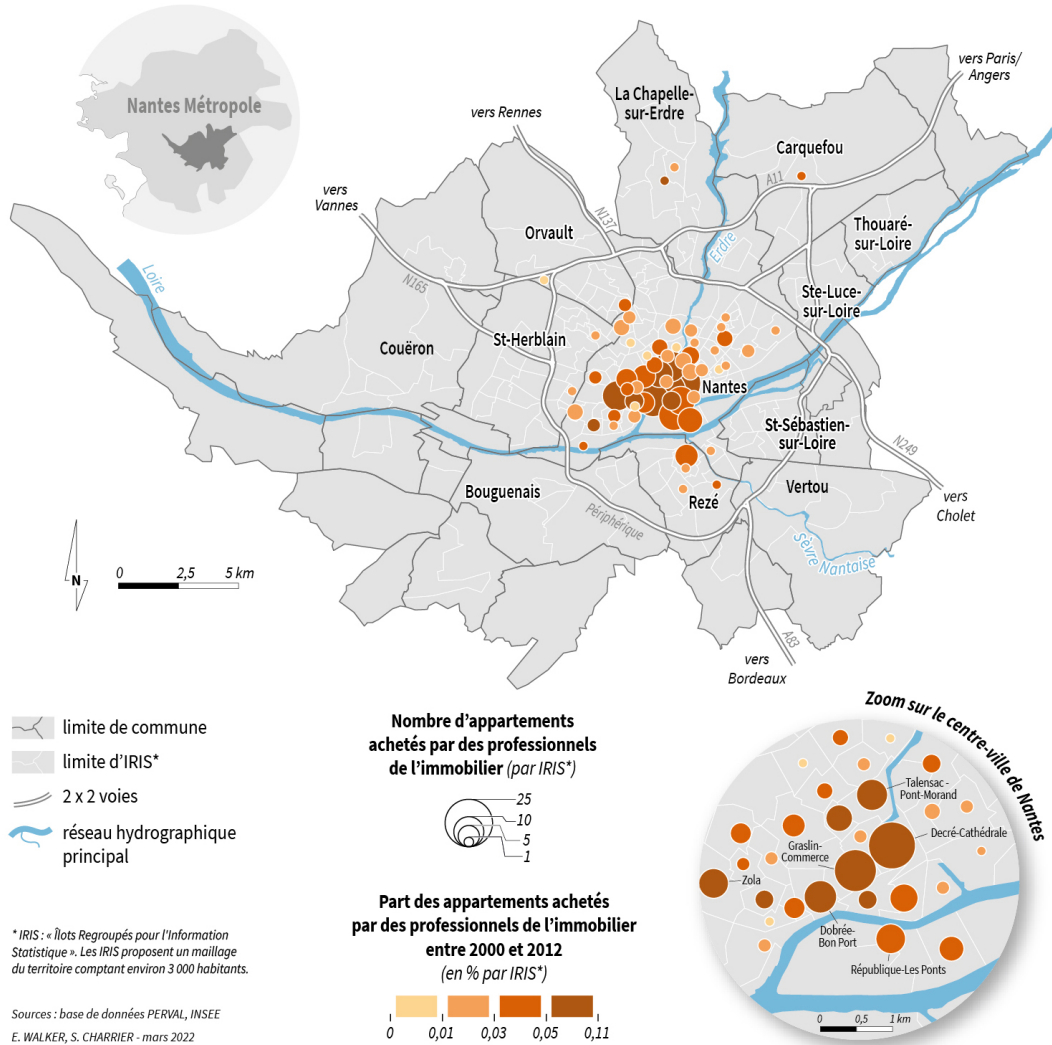 Nantes Métropole
vers Rennes
La Chapelle-
sur-Erdre
vers Paris/
Angers
Carquefou
A11
vers
Vannes
N137
Orvault
Erdre
Thouaré-
sur-Loire
Loire
N165
Ste-Luce-
sur-Loire
St-Herblain
Couëron
Nantes
St-Sébastien-
sur-Loire
N249
Bouguenais
Rezé
Vertou
vers
Cholet
Périphérique
Sèvre Nantaise
N
0 2,5 5 km
A83
vers
Bordeaux
limite de commune
limite d'IRIS*
2 x 2 voies
réseau hydrographique
principal
* IRIS : « Îlots Regroupés pour l'Information
Statistique ». Les IRIS proposent un maillage
du territoire comptant environ 3 000 habitants.
Sources : base de données PERVAL, INSEE
E. WALKER, S. CHARRIER - mars 2022
Nombre d'appartements
achetés par des professionnels
de l'immobilier (par IRIS*)
25
10
5
1
Part des appartements achetés
par des professionnels de l'immobilier
entre 2000 et 2012
(en % par IRIS*)
0 0,01 0,03 0,05 0,11
Zoom sur le centre-ville de Nantes
Talensac -
Pont-Morand
Decré-Cathédrale
Graslin-
Commerce
Zola
Dobrée-
Bon Port
République-Les Ponts
0 0,5 1 km